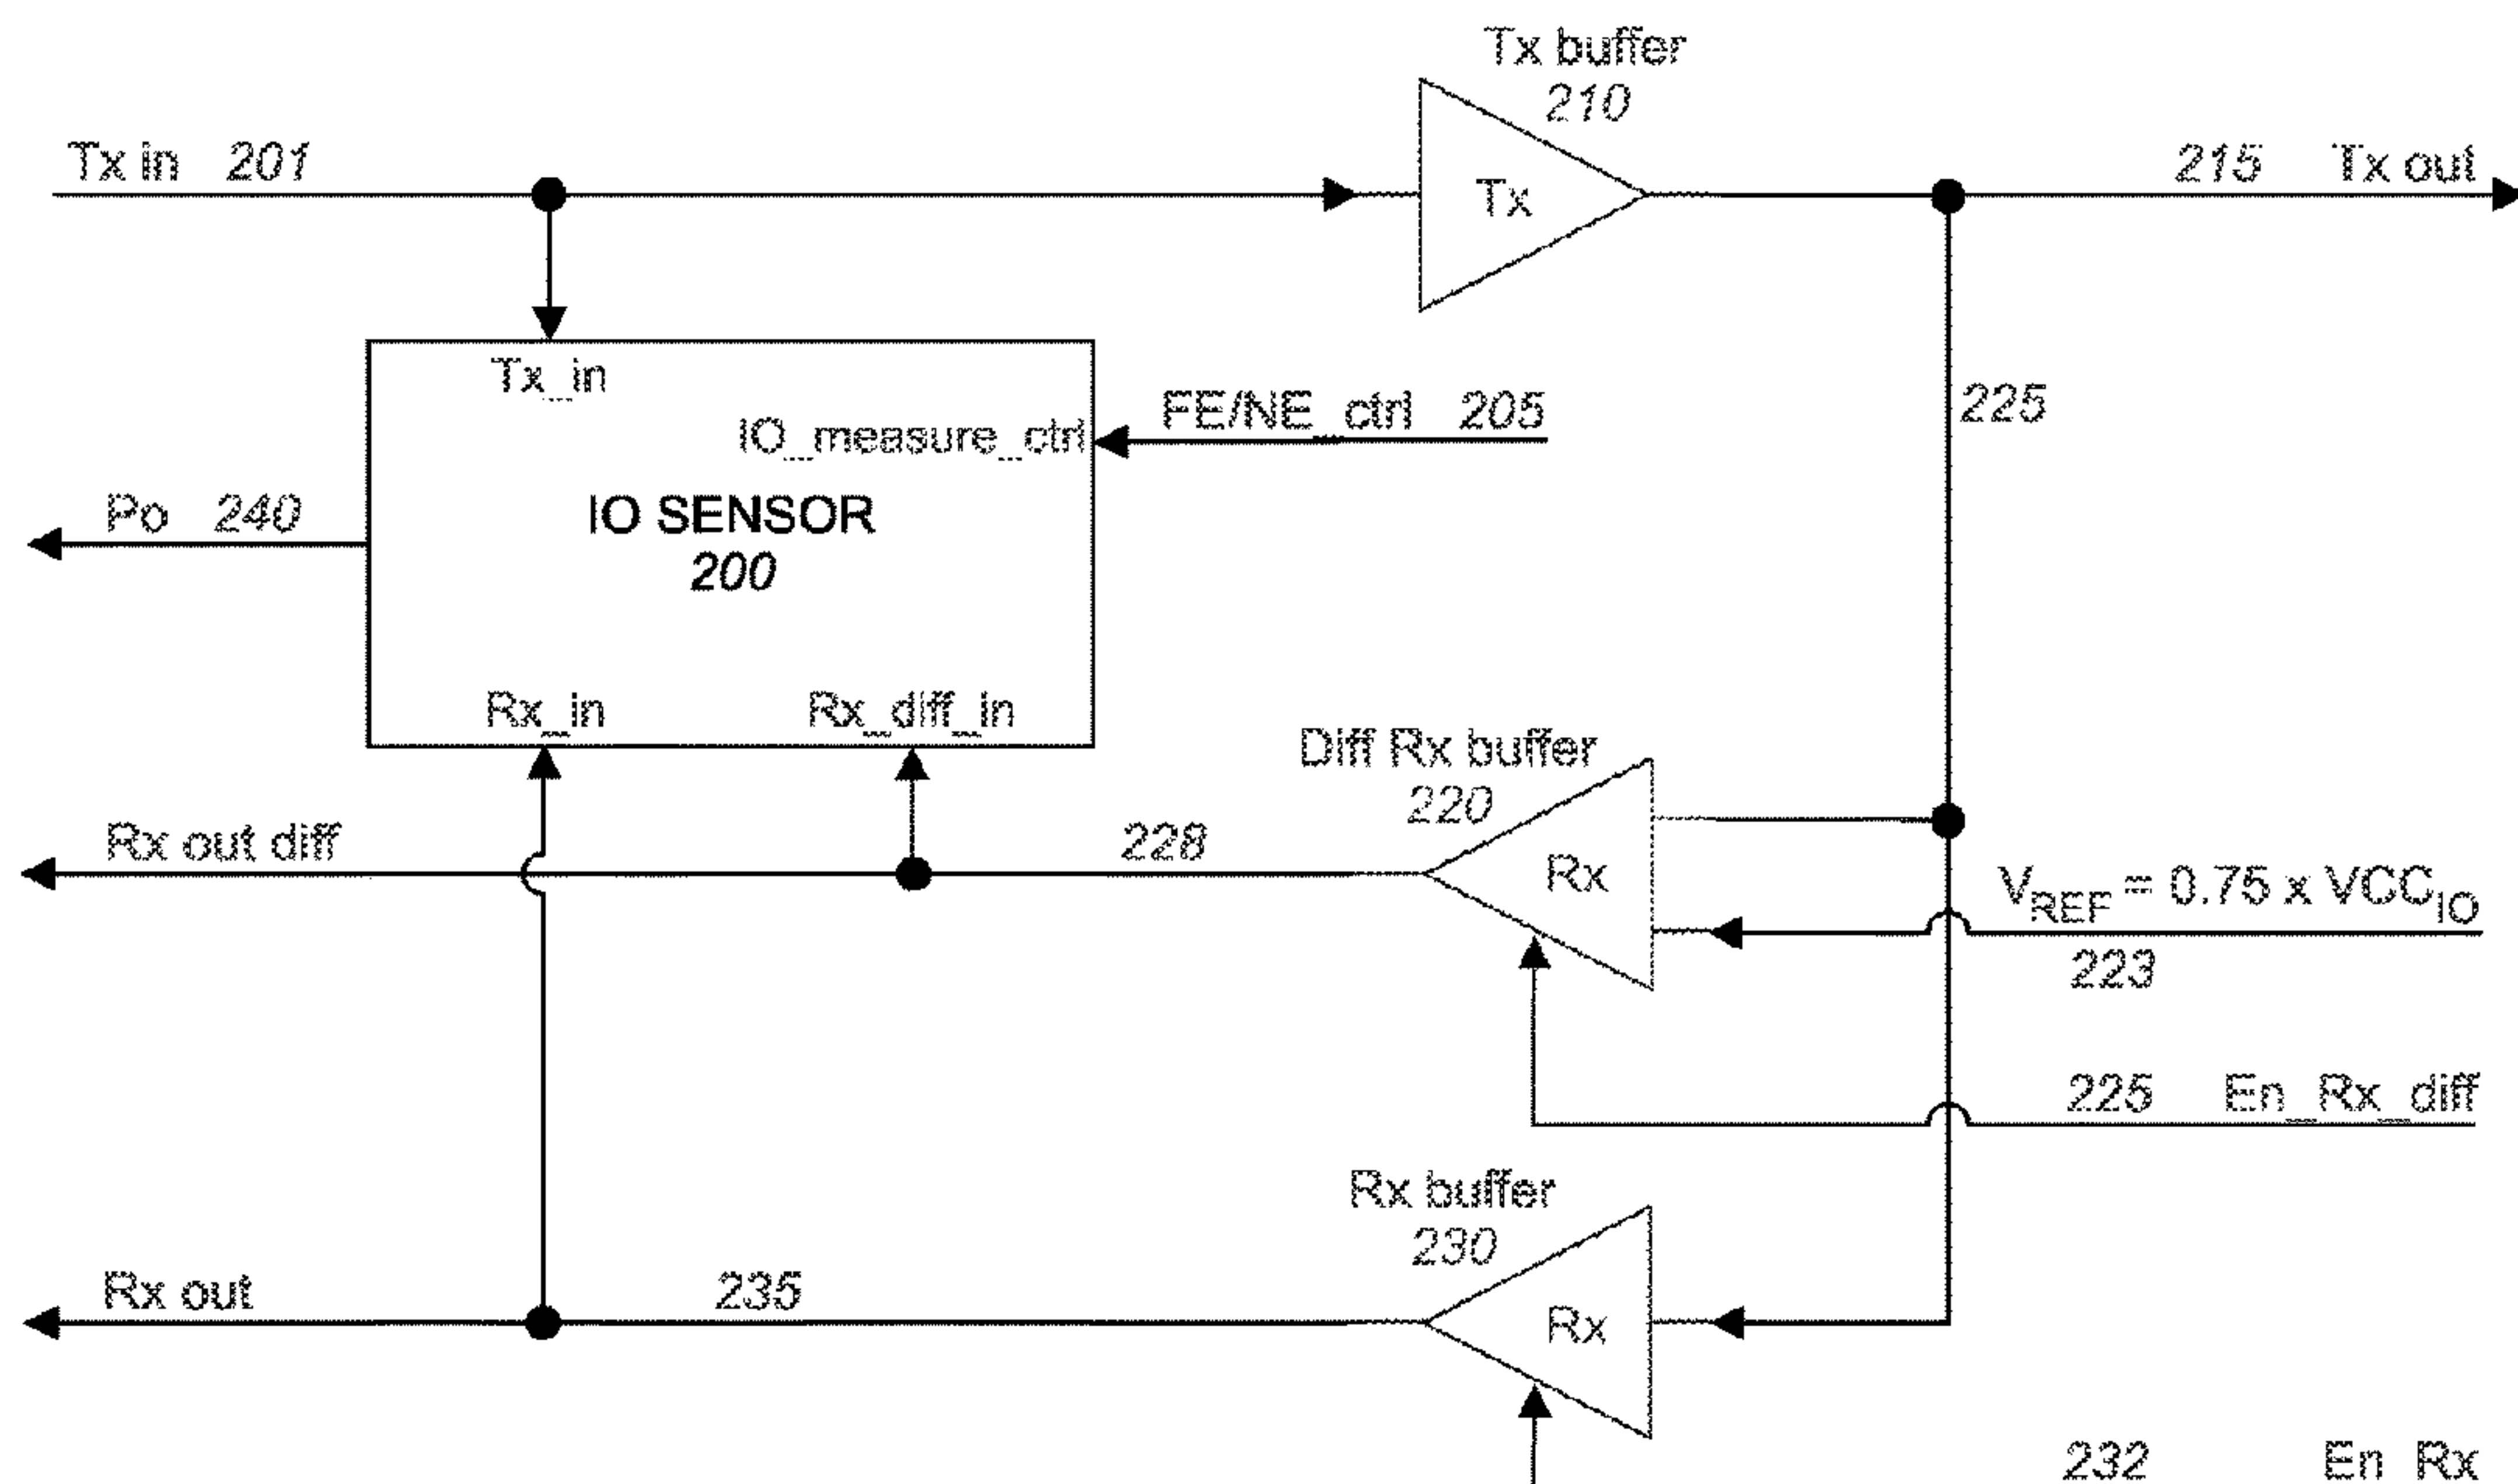 Tx buffer
210
Tx in 201
Tx
215 Tx out
Tx_in
FE/NE_ctrl 205
225
IO_measure_ctrl
Po 240
IO SENSOR
200
Rx_in
Rx_diff_in
Diff Rx buffer
220
Rx out diff
228
Rx
VREF = 0.75 x VCCIO
223
225 En_Rx_diff
Rx buffer
230
Rx out
235
Rx
232 En_Rx